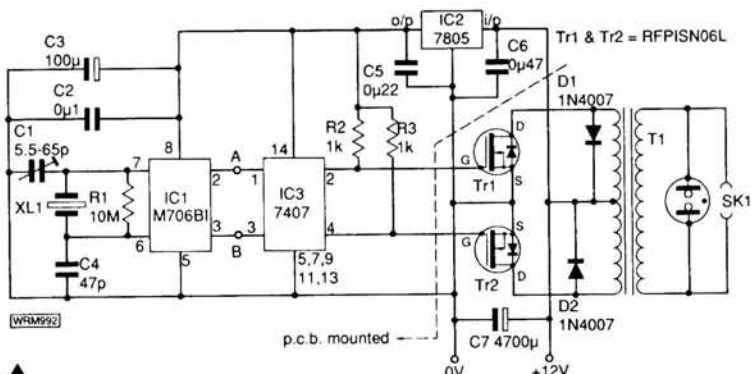 o/p
IC2
7805
i/p
Tr1 & Tr2 = RFPISN06L
C3
100µ
C5
0µ22
C6
0µ47
D1
1N4007
C2
0µ1
C1
5.5-65p
R2
1k
R3
1k
D
G
S
Tr1
T1
8
14
7
2
A
1
2
XL1
R1
10M
IC1
M706BI
IC3
7407
SK1
6
3
B
3
4
G
S
D
Tr2
5
5,7,9
11,13
C4
47p
D2
1N4007
WRM992
p.c.b. mounted
C7 4700µ
0V
+12V